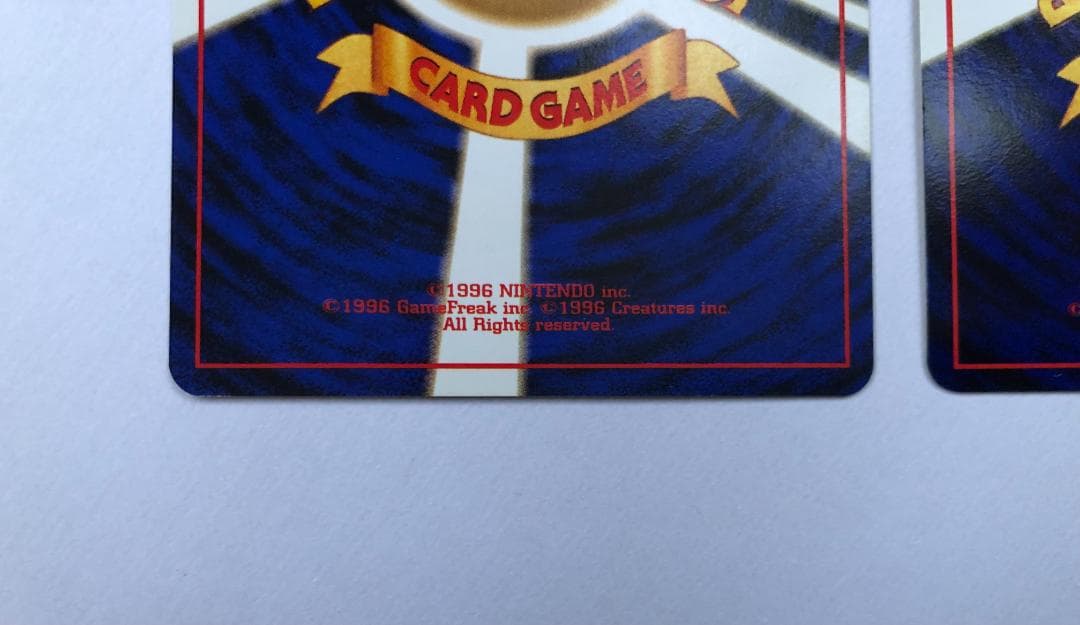 CARD GAME
©1996 NINTENDO inc.
©1996 GameFreak inc. ©1996 Creatures inc.
All Rights reserved.